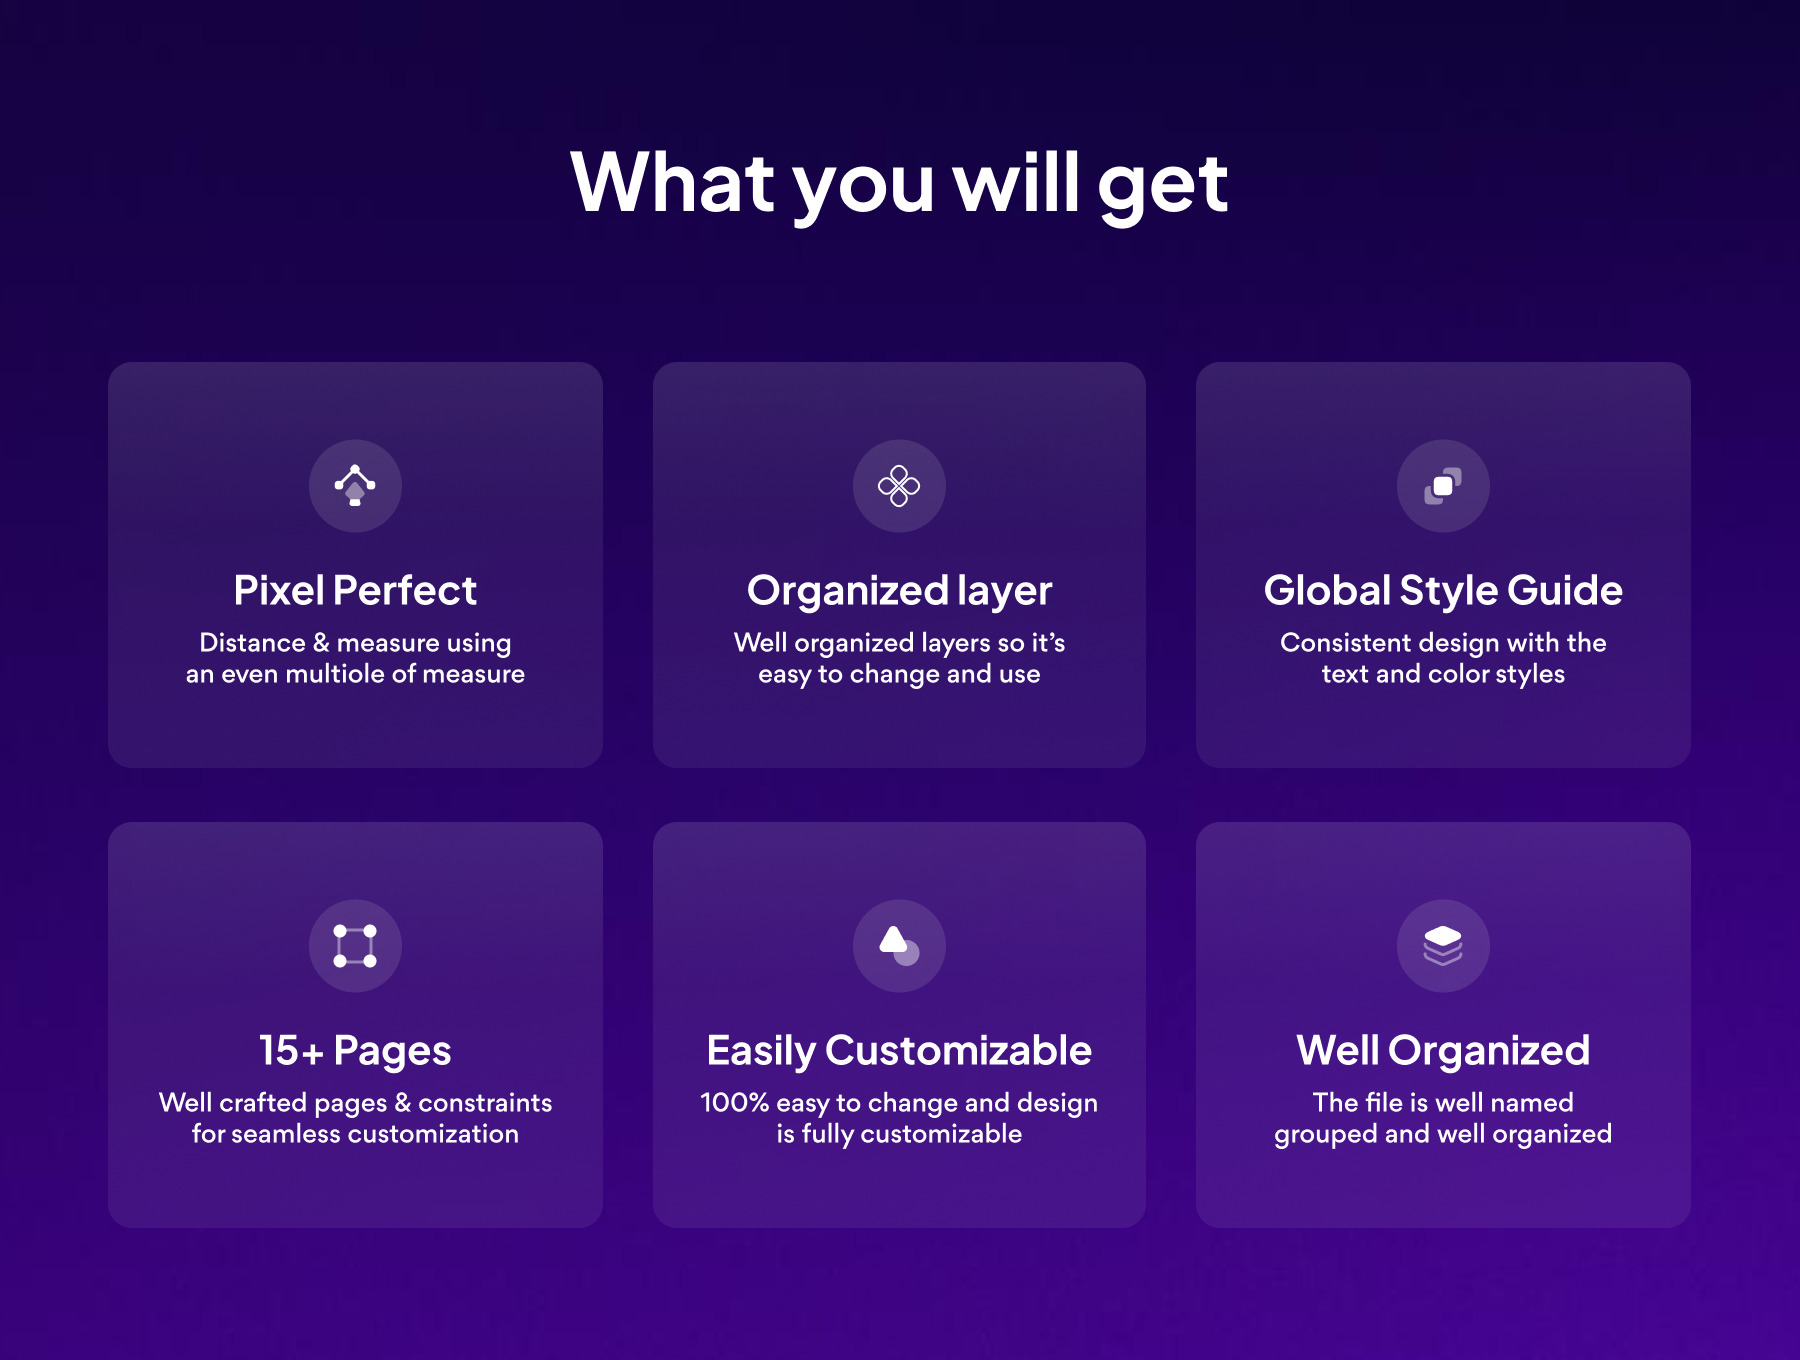 What you will get
Pixel Perfect
Distance & measure using
an even multiole of measure
Organized layer
Well organized layers so it’s
easy to change and use
Global Style Guide
Consistent design with the
text and color styles
15+ Pages
Well crafted pages & constraints
for seamless customization
Easily Customizable
100% easy to change and design
is fully customizable
Well Organized
The file is well named
grouped and well organized